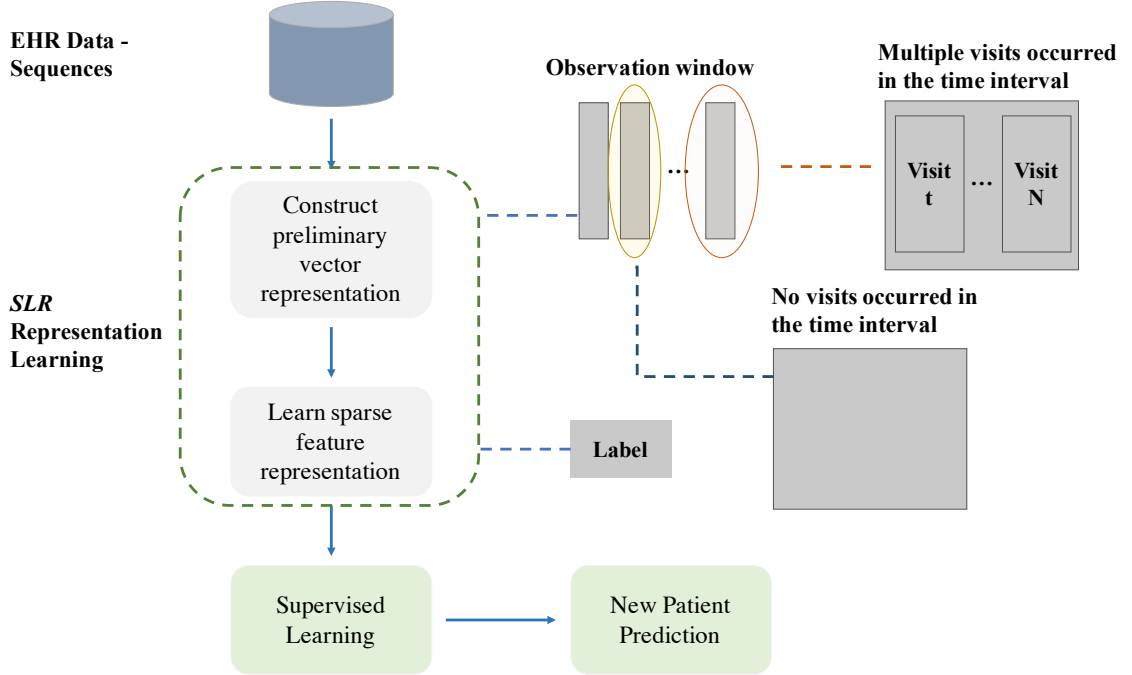 EHR Data -
Sequences
Observation window
Multiple visits occurred
in the time interval
Visit
t
...
Visit
N
...
Construct
preliminary
vector
representation
No visits occurred in
the time interval
SLR
Representation
Learning
Learn sparse
feature
representation
Label
Supervised
Learning
New Patient
Prediction